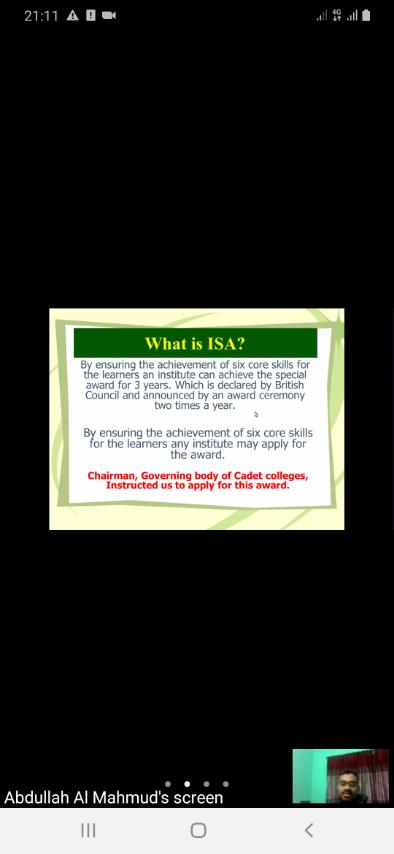 21:11
4G
What is ISA?
By ensuring the achievement of six core skills for
the learners an institute can achieve the special
award for 3 years. Which is declared by British
Council and announced by an award ceremony
two times a year.
By ensuring the achievement of six core skills
for the learners any institute may apply for
the award.
Chairman, Governing body of Cadet colleges,
Instructed us to apply for this award.
Abdullah Al Mahmud's screen